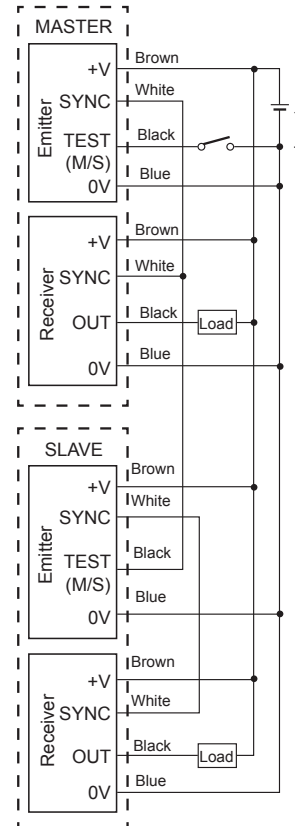 MASTER
Emitter
+V
Brown
SYNC
White
TEST
(M/S)
Black
0V
Blue
Receiver
+V
Brown
SYNC
White
OUT
Black
Load
0V
Blue
SLAVE
Emitter
+V
Brown
SYNC
White
TEST
(M/S)
Black
0V
Blue
Receiver
+V
Brown
SYNC
White
OUT
Black
Load
0V
Blue